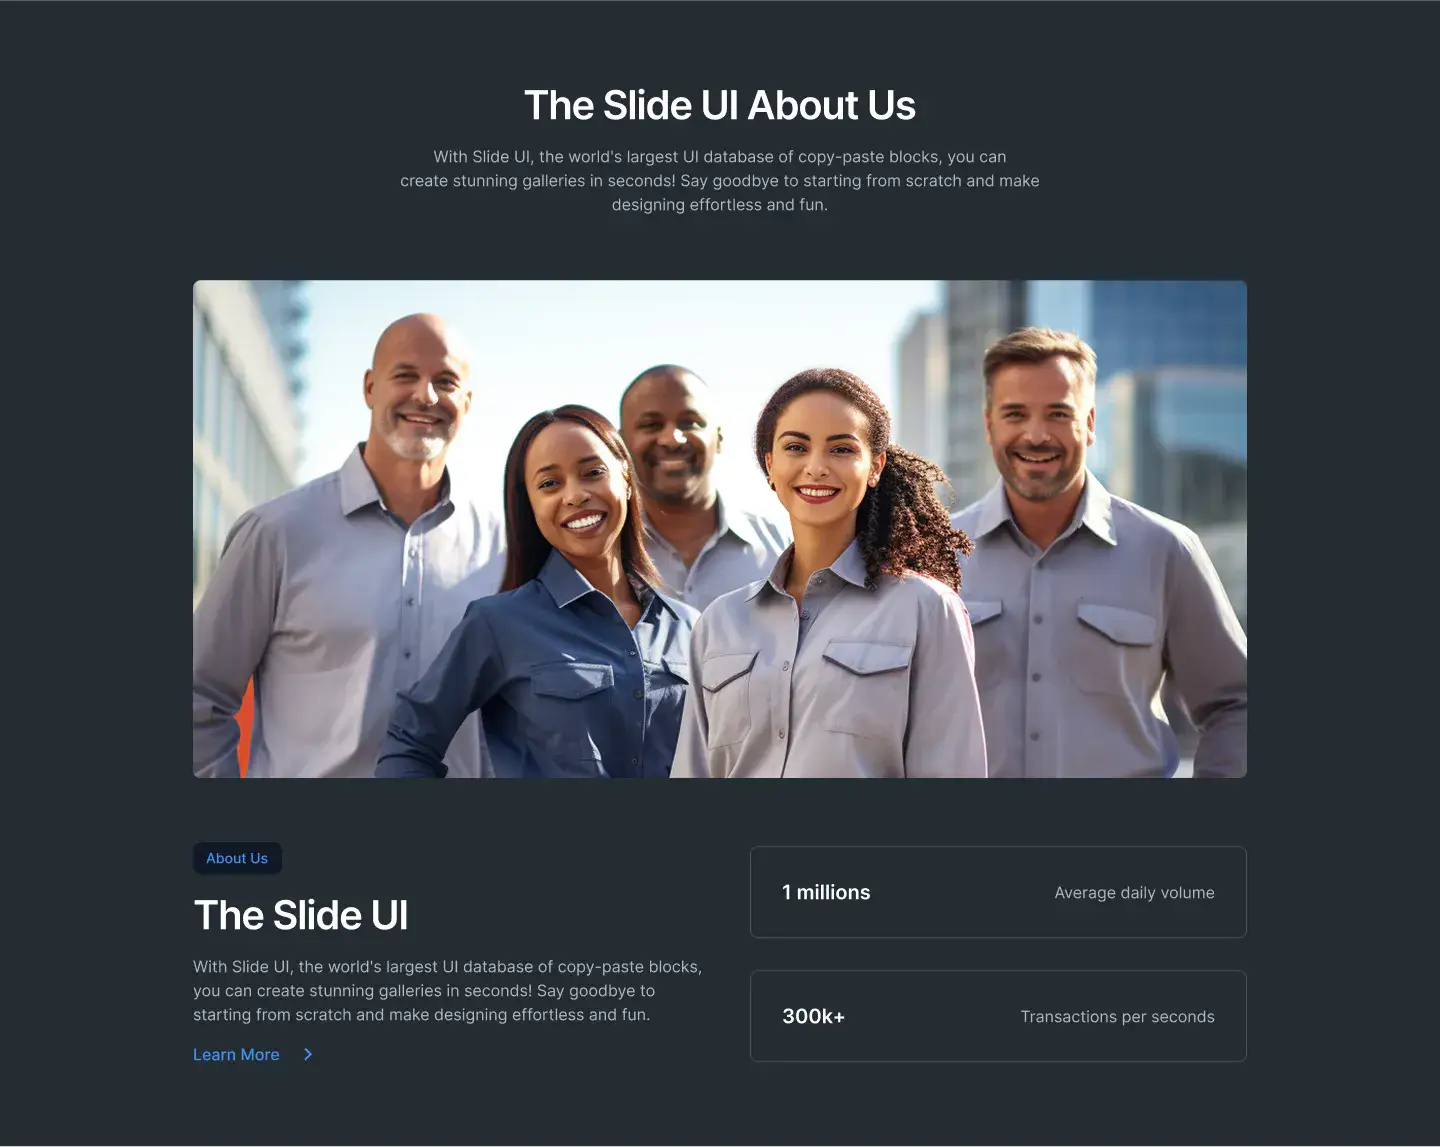 The Slide UI About Us
With Slide UI, the world's largest UI database of copy-paste blocks, you can
create stunning galleries in seconds! Say goodbye to starting from scratch and make
designing effortless and fun.
About Us
The Slide UI
With Slide UI, the world's largest UI database of copy-paste blocks,
you can create stunning galleries in seconds! Say goodbye to
starting from scratch and make designing effortless and fun.
Learn More
1 millions
Average daily volume
300k+
Transactions per seconds